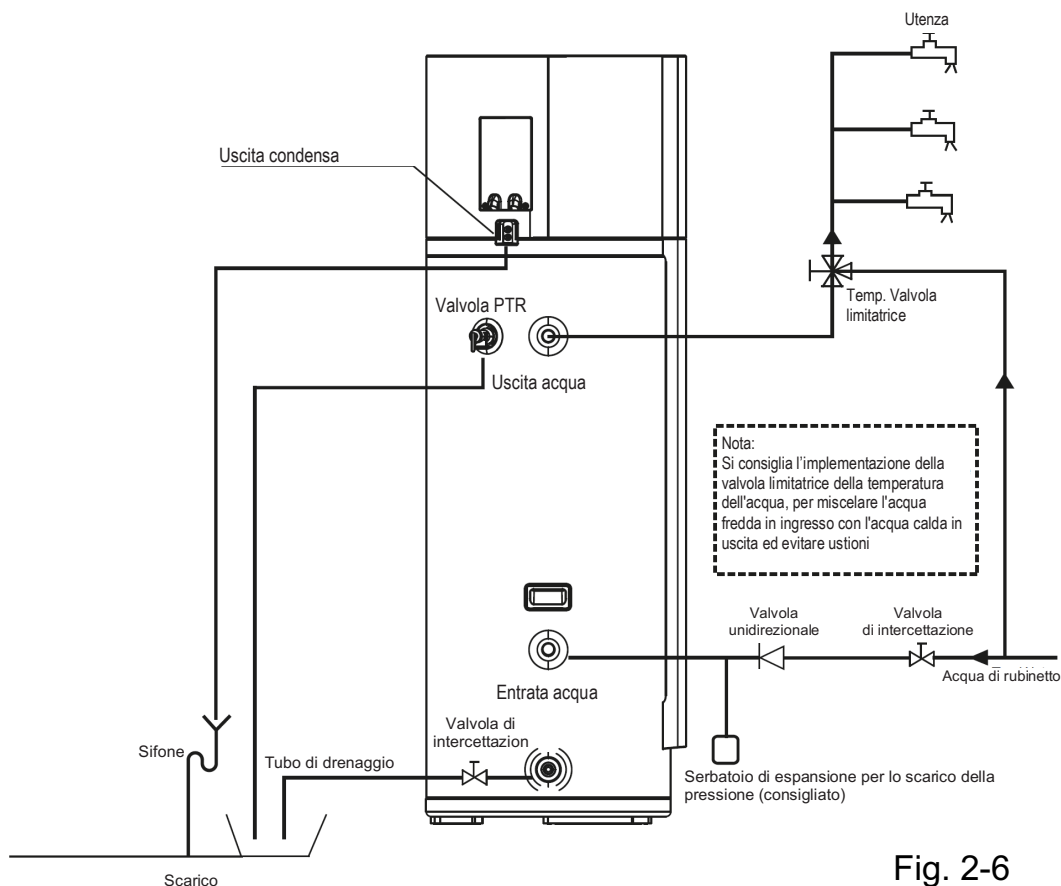 Utenza
Uscita condensa
Valvola PTR
Temp. Valvola
limitatrice
Uscita acqua
Nota:
Si consiglia l'implementazione della
valvola limitatrice della temperatura
dell'acqua, per miscelare l'acqua
fredda in ingresso con l'acqua calda in
uscita ed evitare ustioni
Valvola
unidirezionale
Valvola
di intercettazione
Acqua di rubinetto
Entrata acqua
Valvola di
intercettazion
Sifone
Tubo di drenaggio
Serbatoio di espansione per lo scarico della
pressione (consigliato)
Scarico
Fig. 2-6